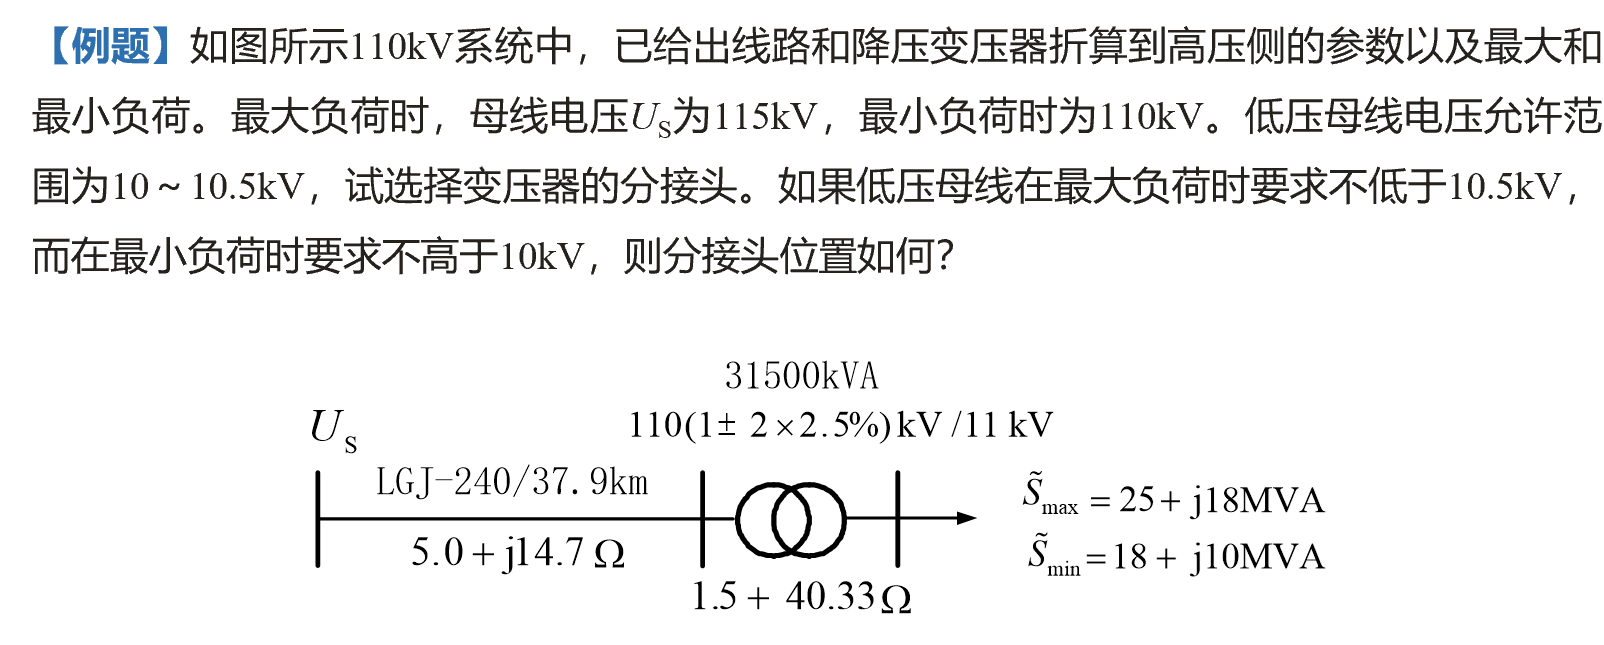 【例题】如图所示110kV系统中，已给出线路和降压变压器折算到高压侧的参数以及最大和
最小负荷。最大负荷时，母线电压US为115kV，最小负荷时为110kV。低压母线电压允许范
围为10～10.5kV，试选择变压器的分接头。如果低压母线在最大负荷时要求不低于10.5kV，
而在最小负荷时要求不高于10kV，则分接头位置如何？
31500kVA
US
110(1± 2×2.5%)kV /11 kV
LGJ-240/37.9km
S̃max = 25+ j18MVA
5.0+j14.7 Ω
S̃min=18+ j10MVA
1.5+ 40.33Ω